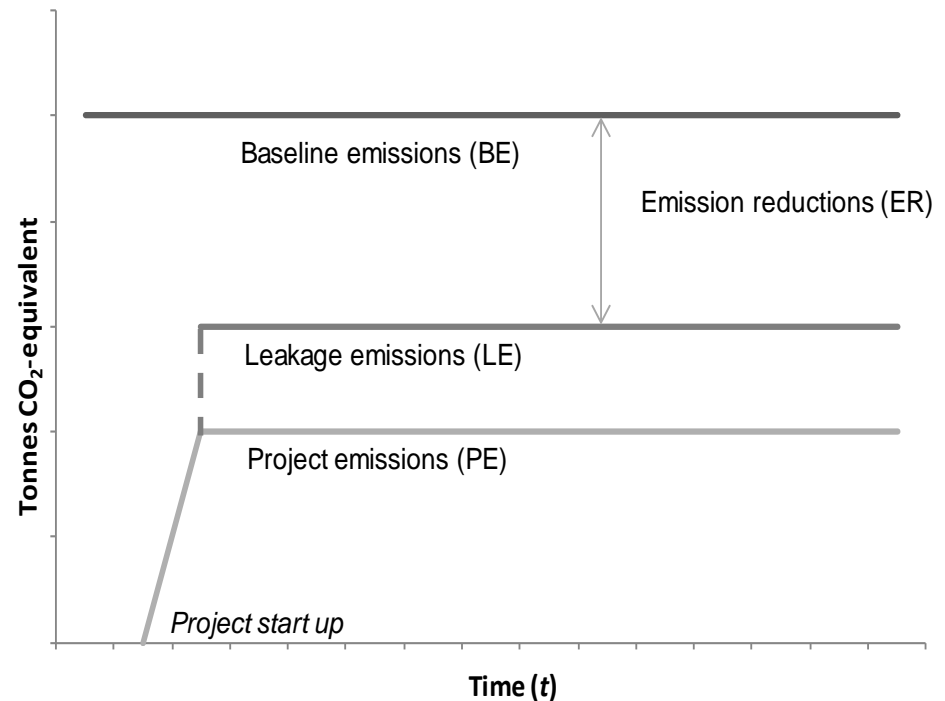 Baseline emissions (BE)
Emission reductions (ER)
Leakage emissions (LE)
Project emissions (PE)
Project start up
Tonnes CO₂-equivalent
Time (t)